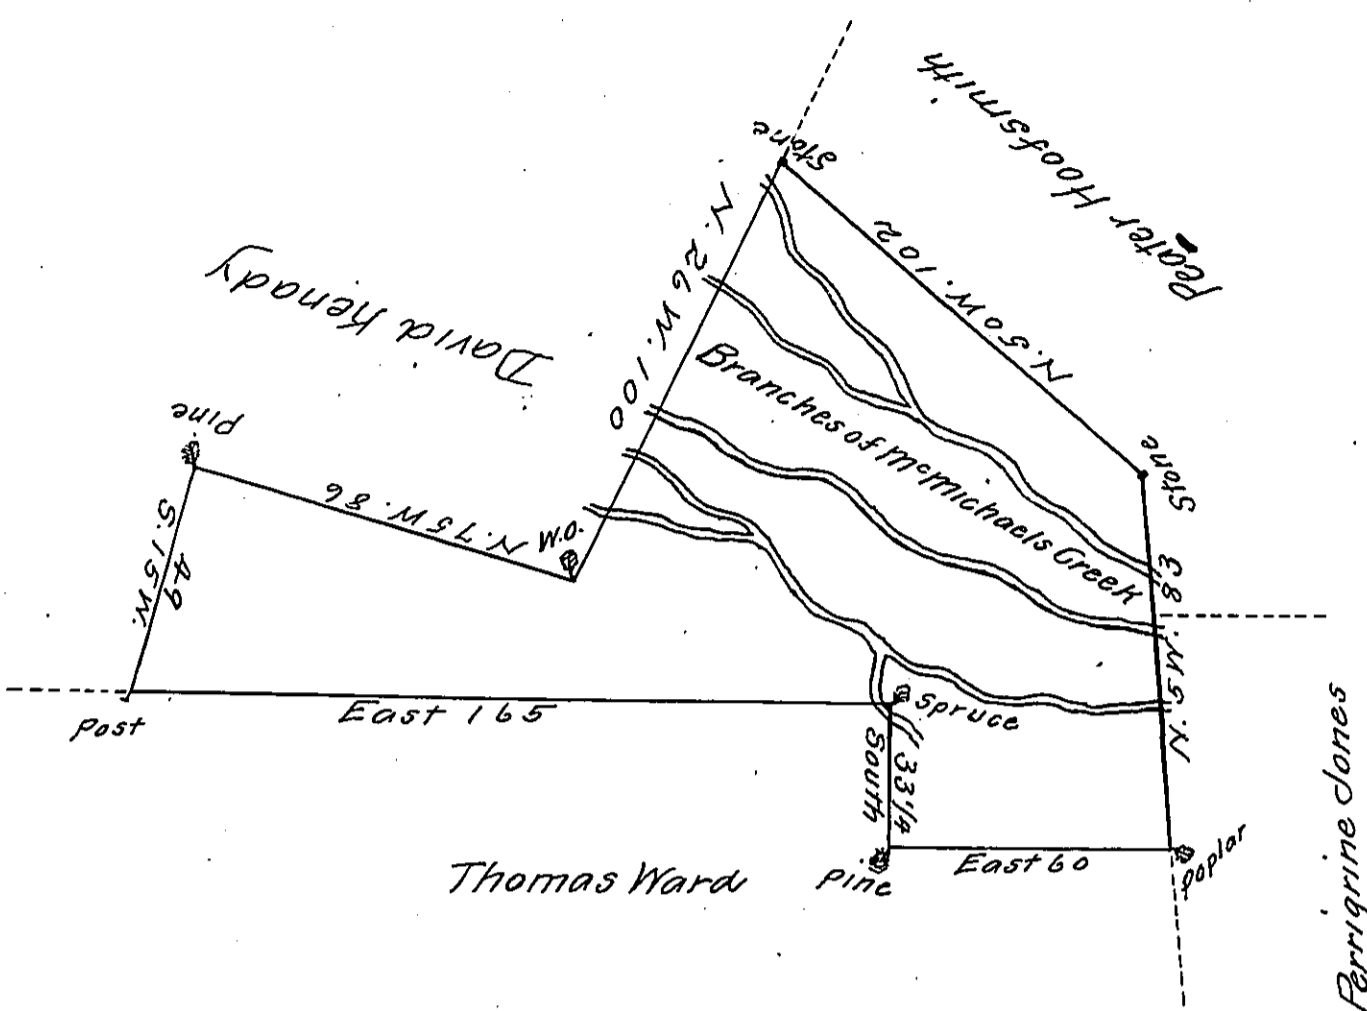 Peater Hoofsmith
Stone
N. 50 W. 102
N. 26 W. 100
David Kenady
Branches of McMichaels Creek
Pine
N. 75 W. 86
W.O.
Stone
S. 15 W.
49
N. 5 W. 83
Post
East 165
Spruce
South
33 1/4
Thomas Ward
Pine
East 60
Poplar
Perrigrine Jones